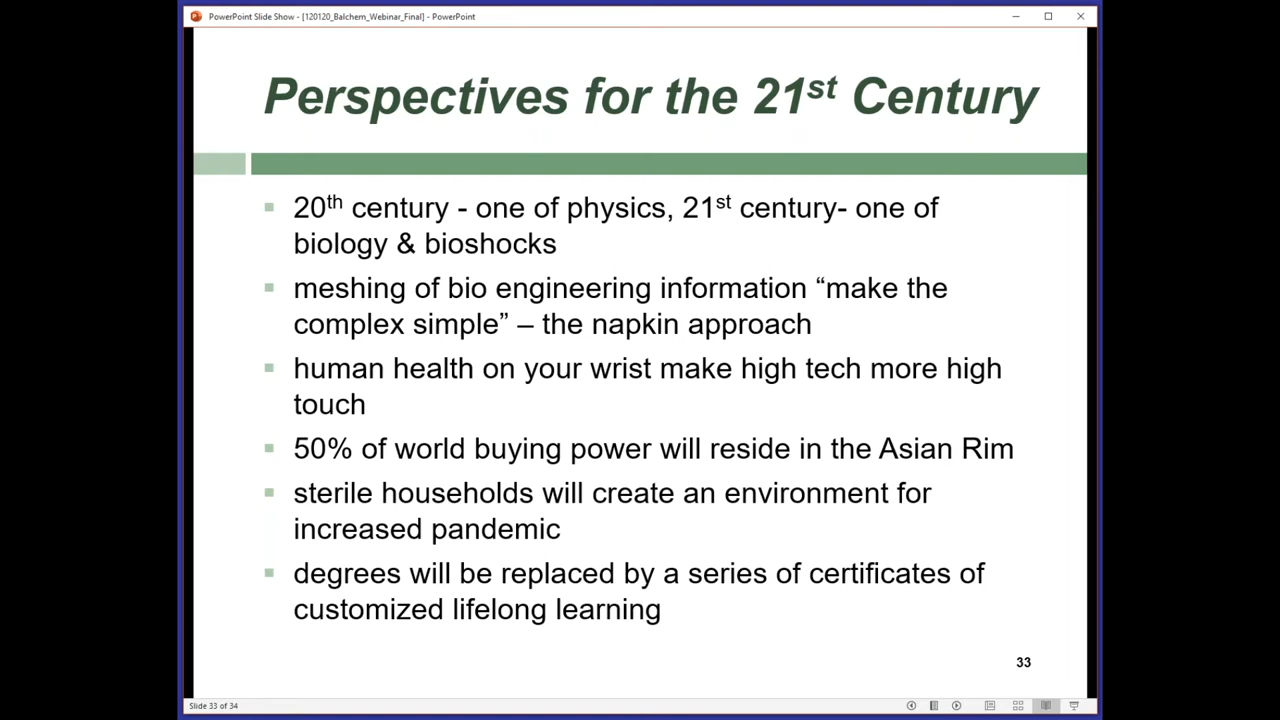 PowerPoint Slide Show - [120120_Balchem_Webinar_Final] - PowerPoint
Perspectives for the 21st Century
20th century - one of physics, 21st century- one of
biology & bioshocks
meshing of bio engineering information “make the
complex simple” – the napkin approach
human health on your wrist make high tech more high
touch
50% of world buying power will reside in the Asian Rim
sterile households will create an environment for
increased pandemic
degrees will be replaced by a series of certificates of
customized lifelong learning
33
Slide 33 of 34